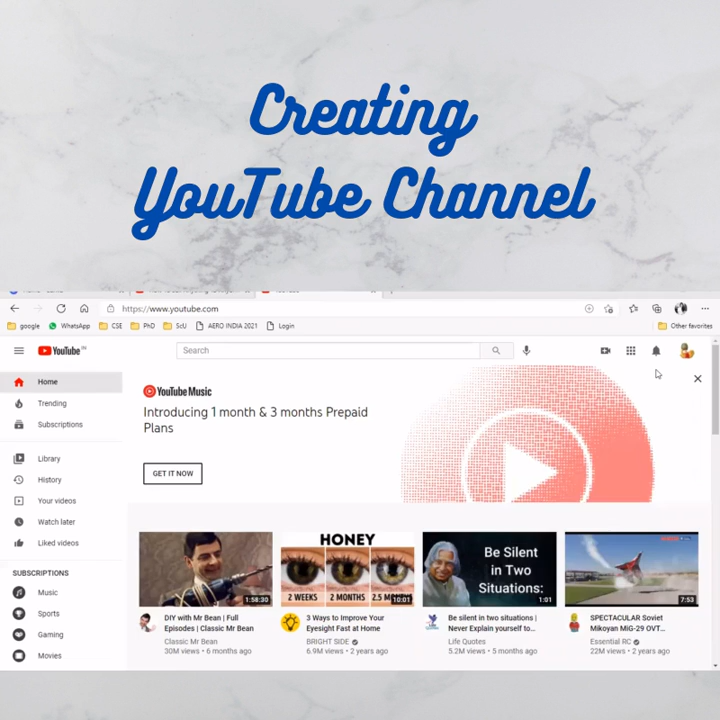 Creating
YouTube Channel
https://www.youtube.com
google
WhatsApp
CSE
PhD
ScU
AERO INDIA 2021
Login
Other favorites
YouTube IN
Search
Home
Trending
Subscriptions
Library
History
Your videos
Watch later
Liked videos
SUBSCRIPTIONS
Music
Sports
Gaming
Movies
YouTube Music
Introducing 1 month & 3 months Prepaid
Plans
GET IT NOW
1:58:30
DIY with Mr Bean | Full
Episodes | Classic Mr Bean
Classic Mr Bean
30M views • 6 months ago
HONEY
2 WEEKS
2 MONTHS
2.5 M
10:01
3 Ways to Improve Your
Eyesight Fast at Home
BRIGHT SIDE
6.9M views • 2 years ago
Be Silent
in Two
Situations:
1:01
Be silent in two situations |
Never Explain yourself to...
Life Quotes
5.2M views • 5 months ago
7:53
SPECTACULAR Soviet
Mikoyan MiG-29 OVT...
Essential RC
22M views • 2 years ago